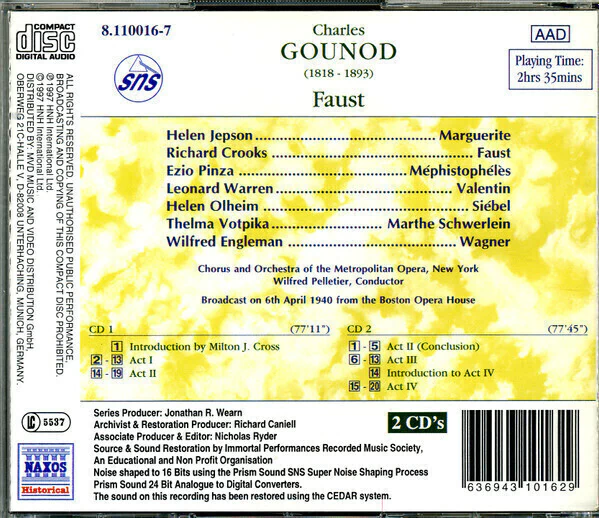 COMPACT
disc
DIGITAL AUDIO
8.110016-7
sns
Charles
GOUNOD
(1818 - 1893)
Faust
AAD
Playing Time:
2hrs 35mins
ALL RIGHTS RESERVED. UNAUTHORISED PUBLIC PERFORMANCE,
BROADCASTING AND COPYING OF THIS COMPACT DISC PROHIBITED.
℗ 1997 HNH International Ltd.
© 1997 HNH International Ltd.
DISTRIBUTED BY: MVD MUSIC AND VIDEO DISTRIBUTION GmbH,
OBERWEG 21C-HALLE V, D-82008 UNTERHACHING, MUNICH, GERMANY.
Helen Jepson..............Marguerite
Richard Crooks..............Faust
Ezio Pinza..............Méphistophélès
Leonard Warren..............Valentin
Helen Olheim..............Siébel
Thelma Votpika..............Marthe Schwerlein
Wilfred Engleman..............Wagner
Chorus and Orchestra of the Metropolitan Opera, New York
Wilfred Pelletier, Conductor
Broadcast on 6th April 1940 from the Boston Opera House
CD 1 (77'11")
1 Introduction by Milton J. Cross
2 - 13 Act I
14 - 19 Act II
CD 2 (77'45")
1 - 5 Act II (Conclusion)
6 - 13 Act III
14 Introduction to Act IV
15 - 20 Act IV
LC 5537
NAXOS
Historical
Series Producer: Jonathan R. Wearn
Archivist & Restoration Producer: Richard Caniell
Associate Producer & Editor: Nicholas Ryder
Source & Sound Restoration by Immortal Performances Recorded Music Society,
An Educational and Non Profit Organisation
Noise shaped to 16 Bits using the Prism Sound SNS Super Noise Shaping Process
Prism Sound 24 Bit Analogue to Digital Converters.
The sound on this recording has been restored using the CEDAR system.
2 CD's
6 36943 10162 9